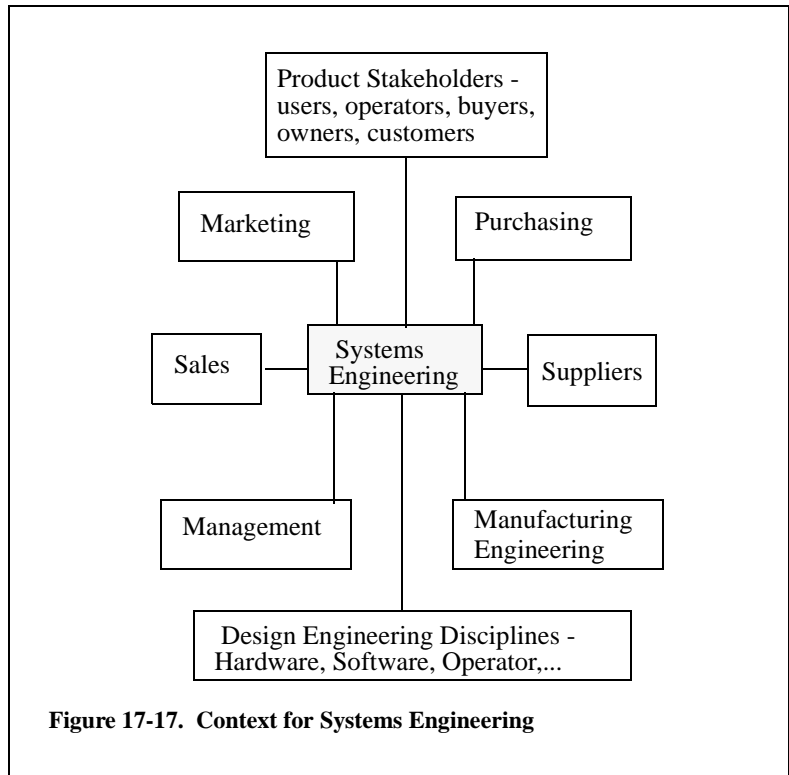 Product Stakeholders -
users, operators, buyers,
owners, customers
Marketing
Purchasing
Sales
Systems
Engineering
Suppliers
Management
Manufacturing
Engineering
Design Engineering Disciplines -
Hardware, Software, Operator,...
Figure 17-17. Context for Systems Engineering